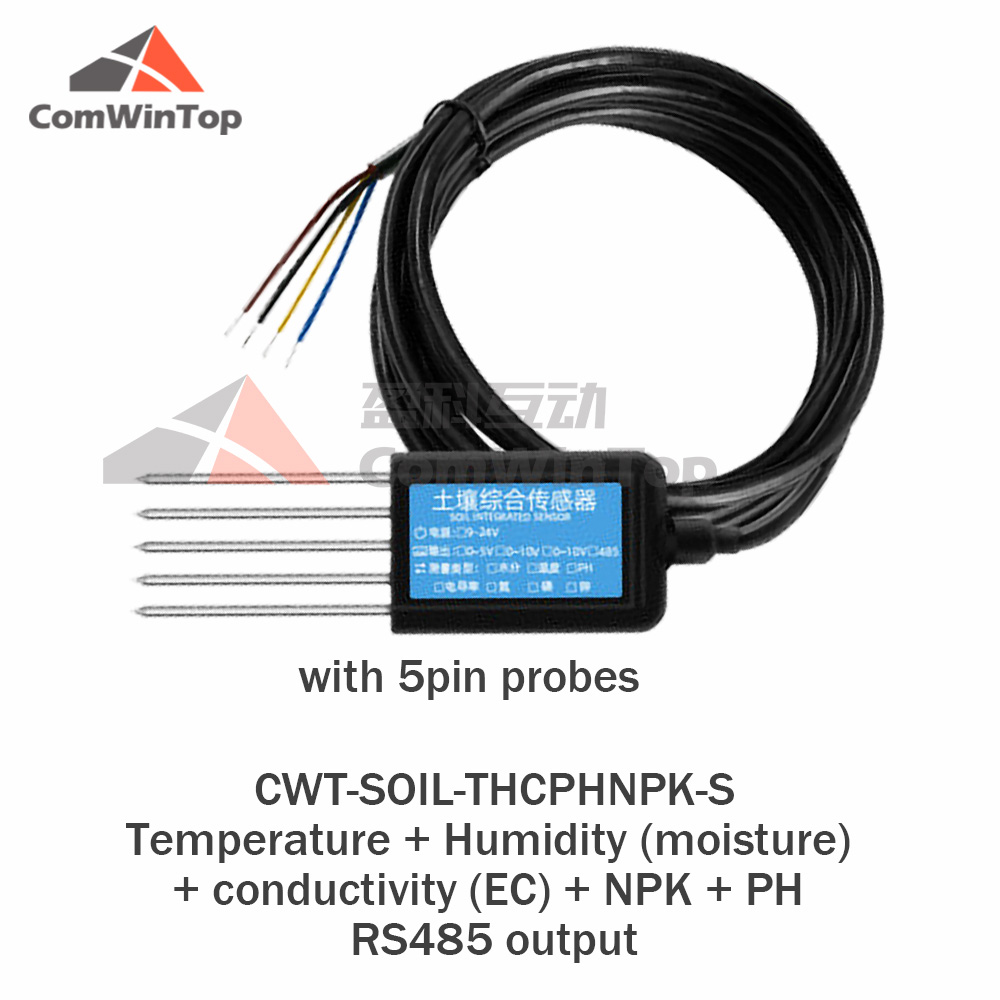 ComWinTop
盈科互动
ComWinTop
土壤综合传感器
SOIL INTEGRATED SENSOR
电源:□9-24V
输出:□0-5V□0-10V□0-10V□485
测量类型:□水分□温度□PH
□电导率□氮□磷□钾
with 5pin probes
CWT-SOIL-THCPHNPK-S
Temperature + Humidity (moisture)
+ conductivity (EC) + NPK + PH
RS485 output